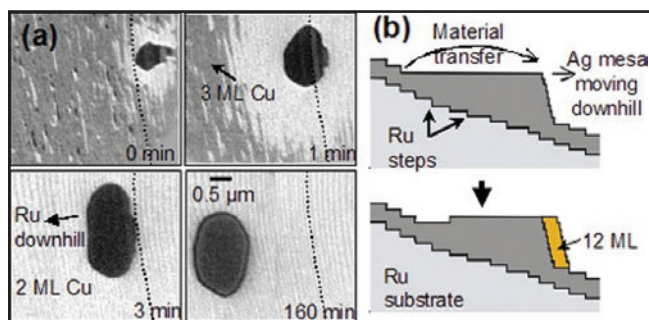 (a)
0 min
3 ML Cu
1 min
Ru
downhill
2 ML Cu
3 min
0.5 μm
160 min
(b)
Material
transfer
Ag mesa
moving
downhill
Ru
steps
12 ML
Ru
substrate